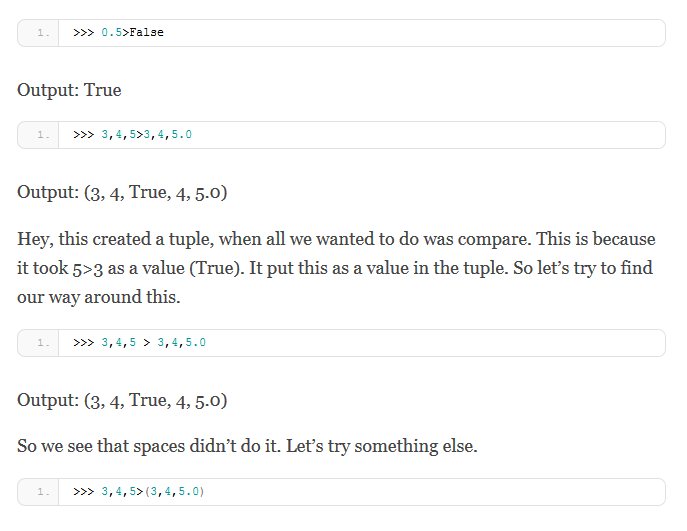 1. >>> 0.5>False
Output: True
1. >>> 3,4,5>3,4,5.0
Output: (3, 4, True, 4, 5.0)
Hey, this created a tuple, when all we wanted to do was compare. This is because
it took 5>3 as a value (True). It put this as a value in the tuple. So let’s try to find
our way around this.
1. >>> 3,4,5 > 3,4,5.0
Output: (3, 4, True, 4, 5.0)
So we see that spaces didn’t do it. Let’s try something else.
1. >>> 3,4,5>(3,4,5.0)